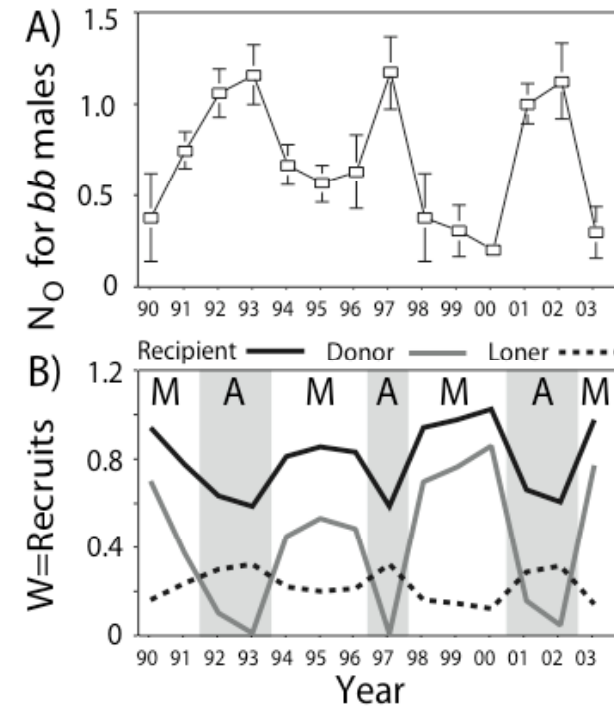 A)
N_O for bb males
1.5
1.0
0.5
0
90 91 92 93 94 95 96 97 98 99 00 01 02 03
Recipient Donor Loner
B)
W=Recruits
1.2
0.8
0.4
0
M A M A M A M
90 91 92 93 94 95 96 97 98 99 00 01 02 03
Year